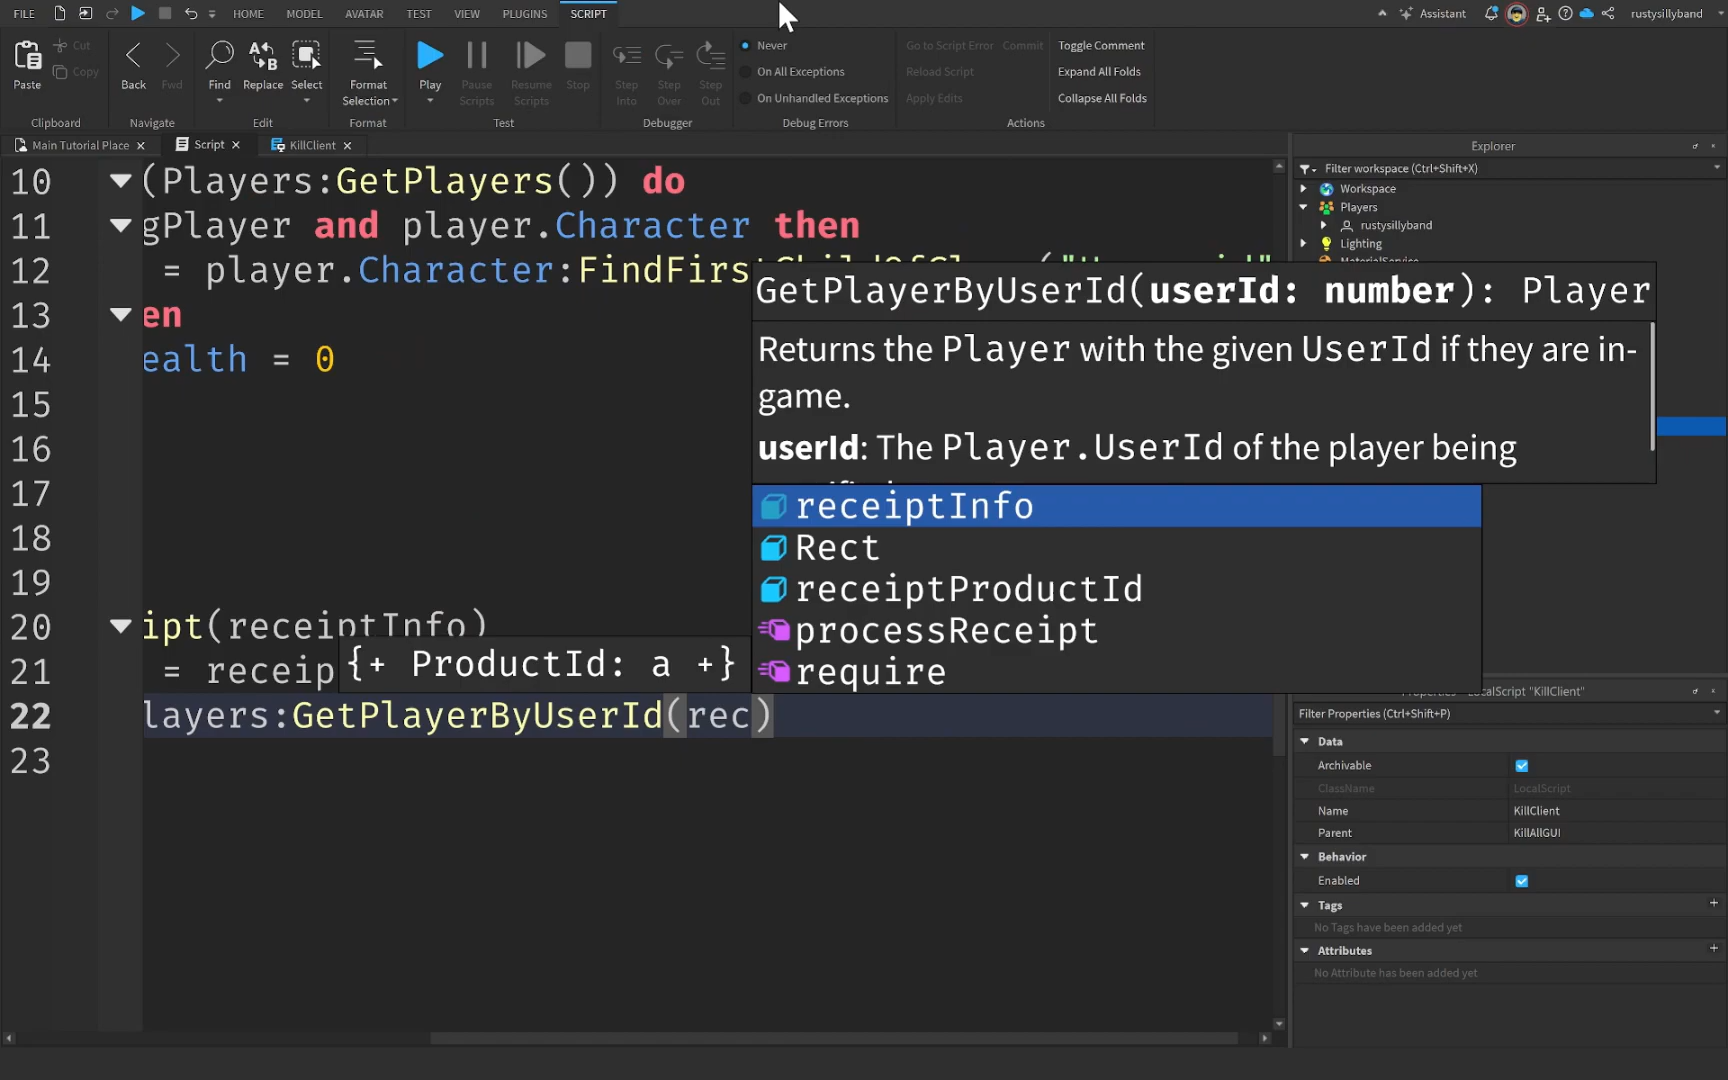 FILE HOME MODEL AVATAR TEST VIEW PLUGINS SCRIPT Assistant rustysillyband
Paste Cut Copy Back Fwd Find Replace Select Format Selection Play Pause Scripts Resume Scripts Stop Step Into Step Over Step Out
Never
On All Exceptions
On Unhandled Exceptions
Go to Script Error Commit
Reload Script
Apply Edits
Toggle Comment
Expand All Folds
Collapse All Folds
Clipboard Navigate Edit Format Test Debugger Debug Errors Actions
Main Tutorial Place Script KillClient
10 (Players:GetPlayers()) do
11 gPlayer and player.Character then
12 = player.Character:FindFirstChildOfClass("Humanoid"
13 en
14 ealth = 0
15
16
17
18
19
20 ipt(receiptInfo)
21 = receip
22 layers:GetPlayerByUserId(rec)
23
{+ ProductId: a +}
GetPlayerByUserId(userId: number): Player
Returns the Player with the given UserId if they are in-
game.
userId: The Player.UserId of the player being
receiptInfo
Rect
receiptProductId
processReceipt
require
Explorer
Filter workspace (Ctrl+Shift+X)
Workspace
Players
rustysillyband
Lighting
MaterialService
Properties - LocalScript "KillClient"
Filter Properties (Ctrl+Shift+P)
Data
Archivable
ClassName LocalScript
Name KillClient
Parent KillAllGUI
Behavior
Enabled
Tags
No Tags have been added yet
Attributes
No Attribute has been added yet